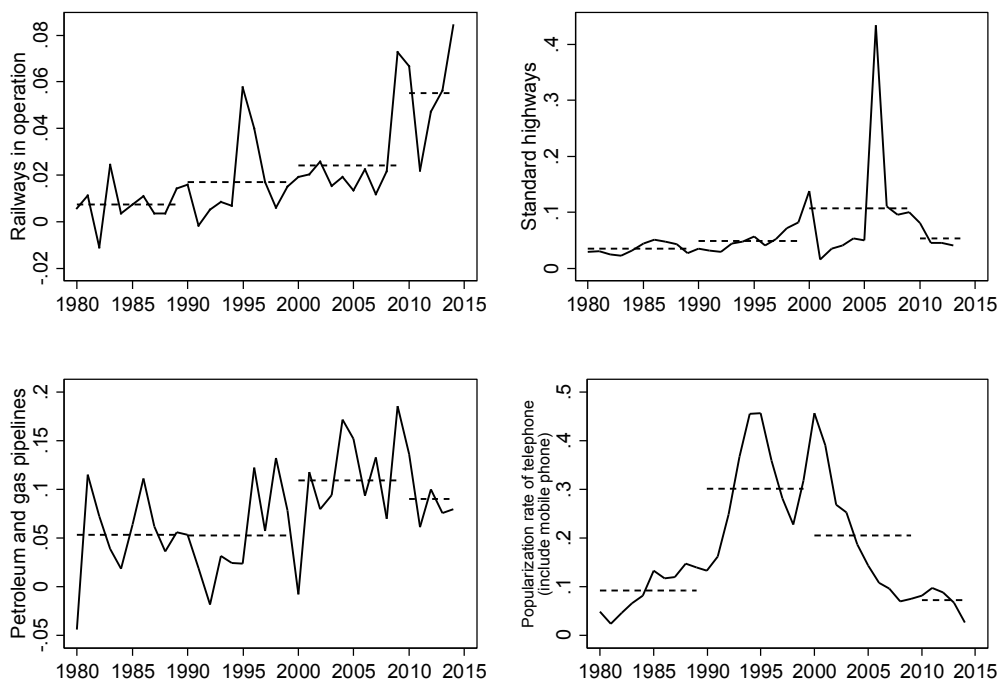 Railways in operation
.08
.06
.04
.02
0
-.02
1980 1985 1990 1995 2000 2005 2010 2015
Standard highways
.4
.3
.2
.1
0
1980 1985 1990 1995 2000 2005 2010 2015
Petroleum and gas pipelines
.2
.15
.1
.05
0
-.05
1980 1985 1990 1995 2000 2005 2010 2015
Popularization rate of telephone
(include mobile phone)
.5
.4
.3
.2
.1
0
1980 1985 1990 1995 2000 2005 2010 2015